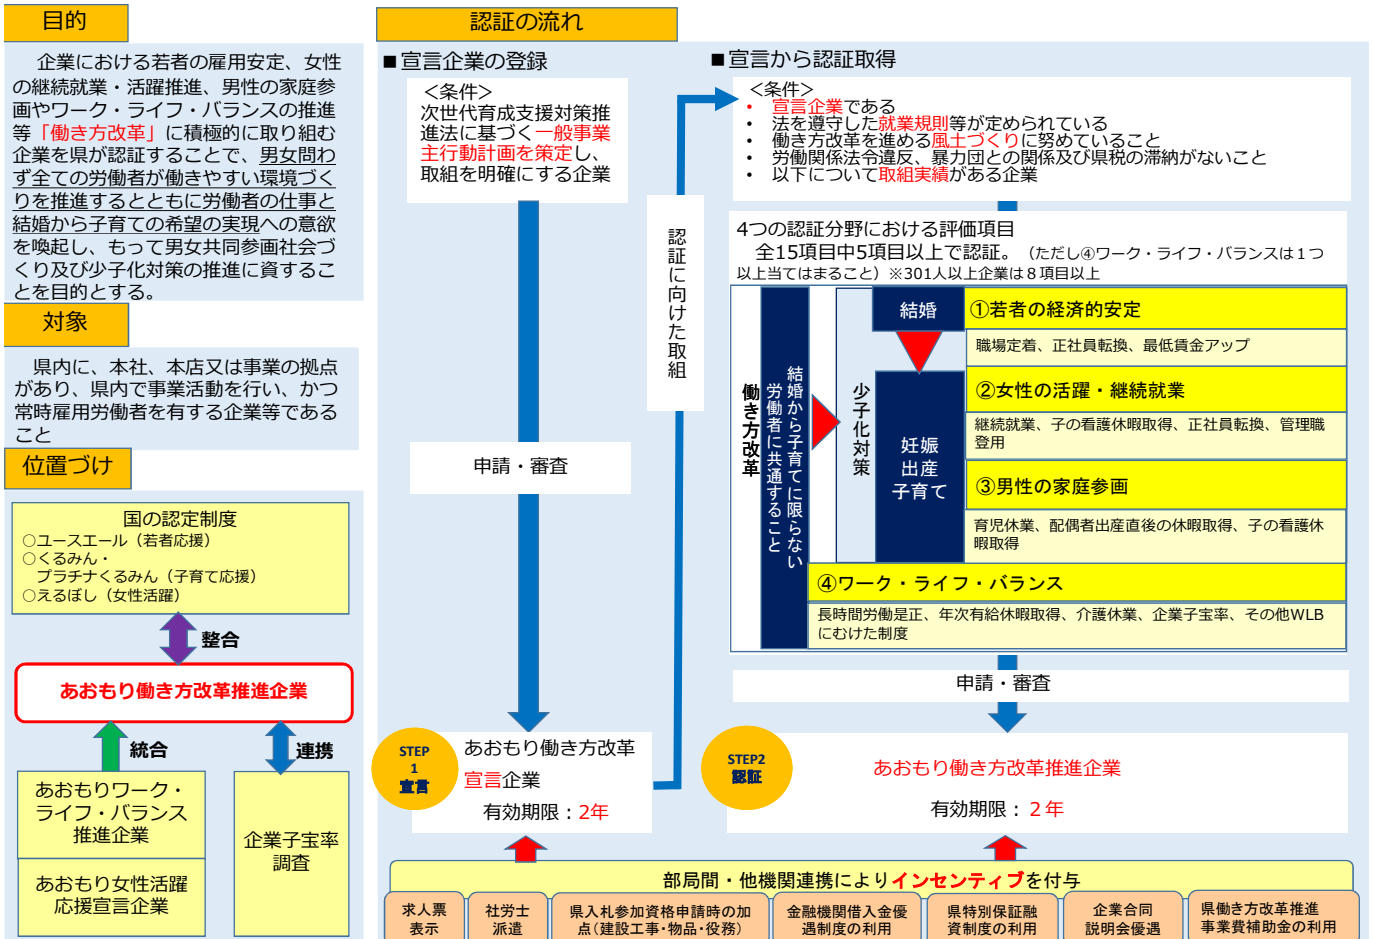 目的
企業における若者の雇用安定、女性
の継続就業・活躍推進、男性の家庭参
画やワーク・ライフ・バランスの推進
等「働き方改革」に積極的に取り組む
企業を県が認証することで、男女問わ
ず全ての労働者が働きやすい環境づく
りを推進するとともに労働者の仕事と
結婚から子育ての希望の実現への意欲
を喚起し、もって男女共同参画社会づ
くり及び少子化対策の推進に資するこ
とを目的とする。
対象
県内に、本社、本店又は事業の拠点
があり、県内で事業活動を行い、かつ
常時雇用労働者を有する企業等である
こと
位置づけ
国の認定制度
○ユースエール（若者応援）
○くるみん・
プラチナくるみん（子育て応援）
○えるぼし（女性活躍）
整合
あおもり働き方改革推進企業
統合
連携
あおもりワーク・
ライフ・バランス
推進企業
あおもり女性活躍
応援宣言企業
企業子宝率
調査
認証の流れ
■宣言企業の登録
＜条件＞
次世代育成支援対策推
進法に基づく一般事業
主行動計画を策定し、
取組を明確にする企業
申請・審査
STEP
1
宣言
あおもり働き方改革
宣言企業
有効期限：2年
認証に向けた取組
■宣言から認証取得
＜条件＞
• 宣言企業である
• 法を遵守した就業規則等が定められている
• 働き方改革を進める風土づくりに努めていること
• 労働関係法令違反、暴力団との関係及び県税の滞納がないこと
• 以下について取組実績がある企業
4つの認証分野における評価項目
全15項目中5項目以上で認証。（ただし④ワーク・ライフ・バランスは１つ
以上当てはまること）※301人以上企業は８項目以上
働き方改革
結婚から子育てに限らない
労働者に共通すること
少子化対策
結婚
妊娠
出産
子育て
①若者の経済的安定
職場定着、正社員転換、最低賃金アップ
②女性の活躍・継続就業
継続就業、子の看護休暇取得、正社員転換、管理職
登用
③男性の家庭参画
育児休業、配偶者出産直後の休暇取得、子の看護休
暇取得
④ワーク・ライフ・バランス
長時間労働是正、年次有給休暇取得、介護休業、企業子宝率、その他WLB
にむけた制度
申請・審査
STEP2
認証
あおもり働き方改革推進企業
有効期限：２年
部局間・他機関連携によりインセンティブを付与
求人票
表示
社労士
派遣
県入札参加資格申請時の加
点（建設工事・物品・役務）
金融機関借入金優
遇制度の利用
県特別保証融
資制度の利用
企業合同
説明会優遇
県働き方改革推進
事業費補助金の利用